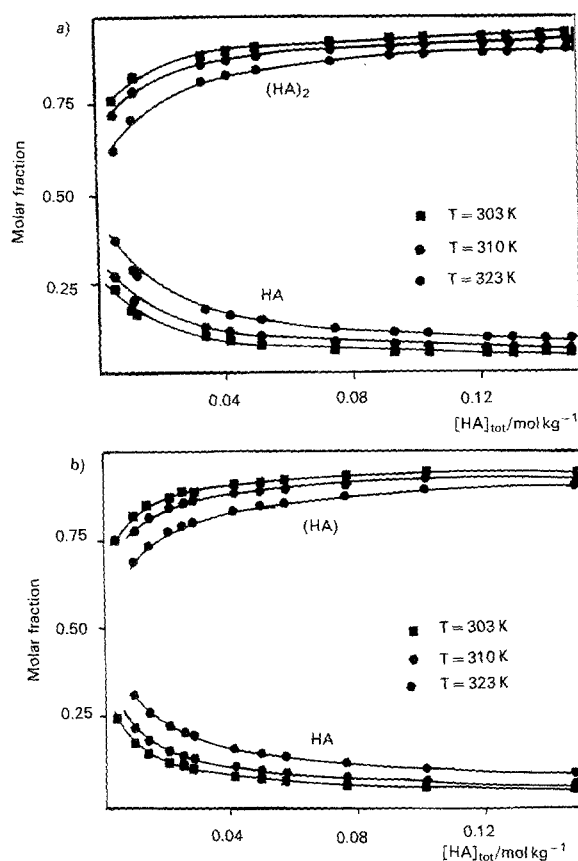 a)
Molar fraction
0.75
0.50
0.25
(HA)2
HA
T = 303 K
T = 310 K
T = 323 K
0.04
0.08
0.12
[HA]tot/mol kg−1
b)
Molar fraction
0.75
0.50
0.25
(HA)
HA
T = 303 K
T = 310 K
T = 323 K
0.04
0.08
0.12
[HA]tot/mol kg−1